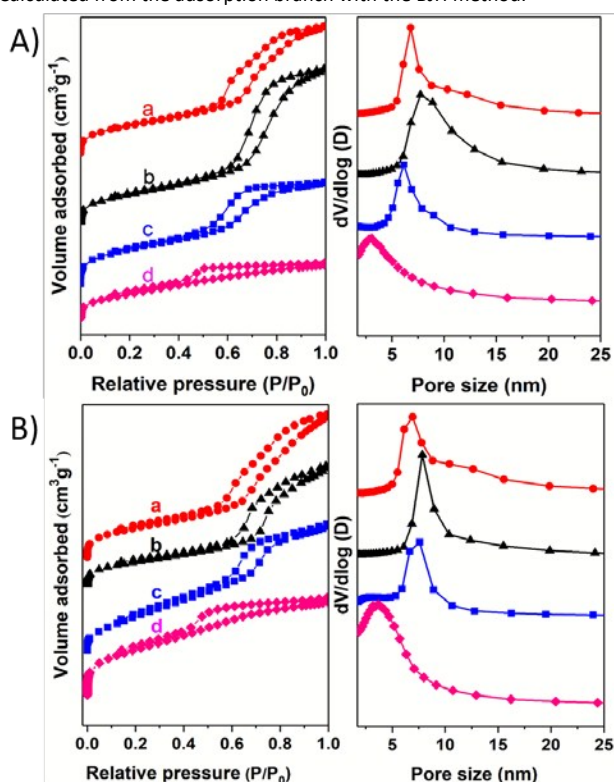 calculated from the adsorption branch with the BJH method.
A)
Volume adsorbed (cm³g⁻¹)
a
b
c
d
0.0 0.2 0.4 0.6 0.8 1.0
Relative pressure (P/P₀)
dV/dlog (D)
5 10 15 20 25
Pore size (nm)
B)
Volume adsorbed (cm³g⁻¹)
a
b
c
d
0.0 0.2 0.4 0.6 0.8 1.0
Relative pressure (P/P₀)
dV/dlog (D)
5 10 15 20 25
Pore size (nm)